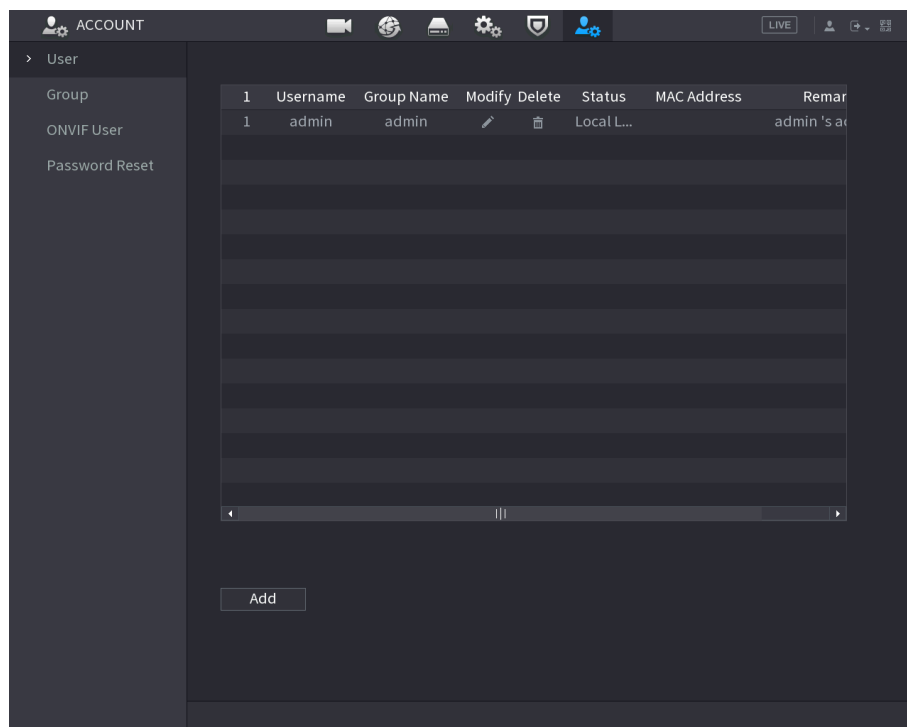 ACCOUNT LIVE
User
Group
ONVIF User
Password Reset
1 Username Group Name Modify Delete Status MAC Address Remar
1 admin admin Local L... admin 's ac
Add